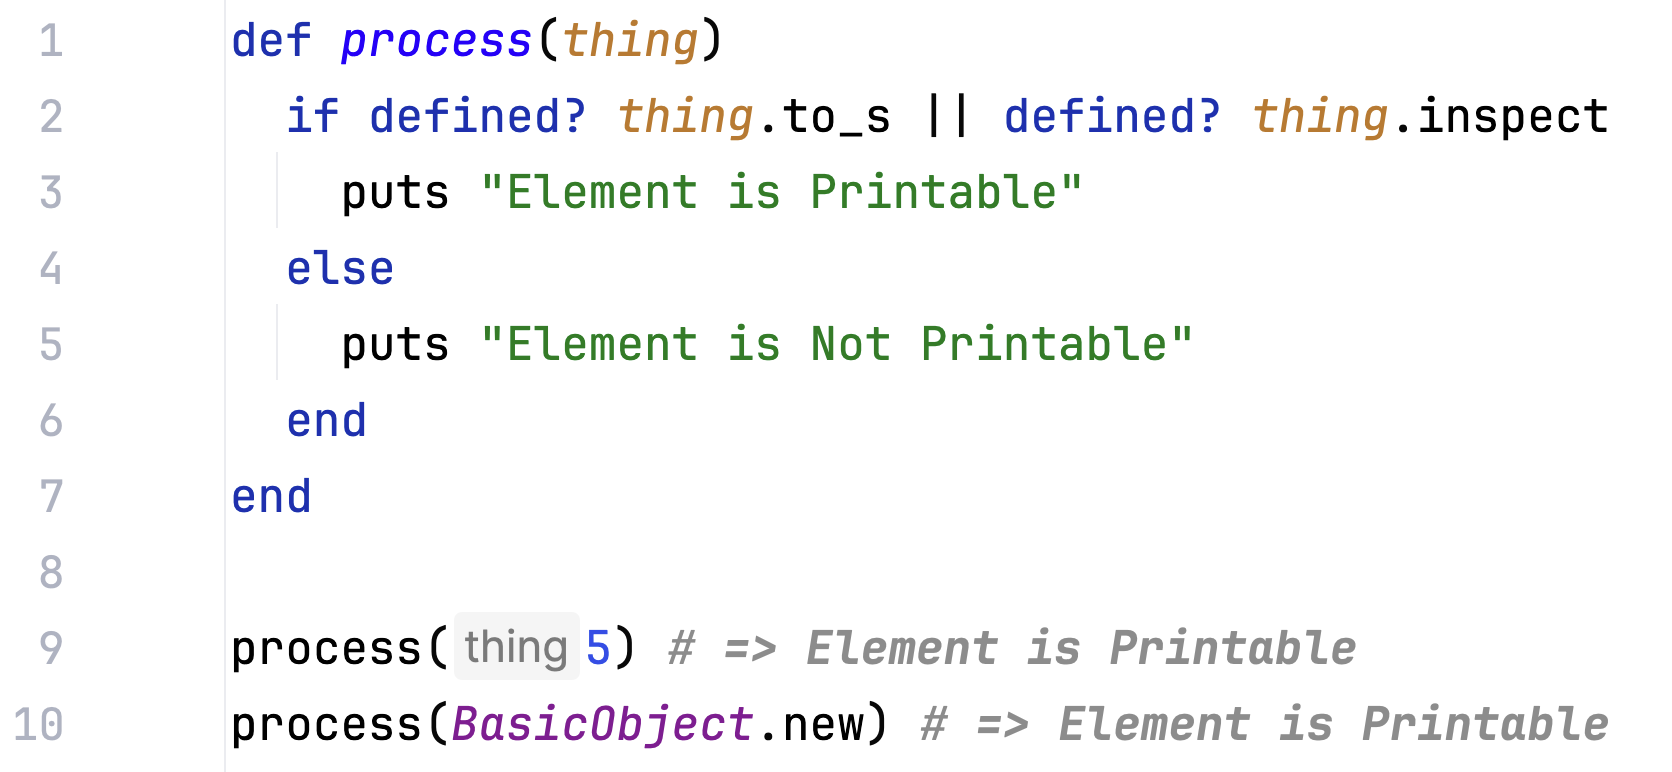 1 def process(thing)
2 if defined? thing.to_s || defined? thing.inspect
3 puts "Element is Printable"
4 else
5 puts "Element is Not Printable"
6 end
7 end
8
9 process(thing 5) # => Element is Printable
10 process(BasicObject.new) # => Element is Printable